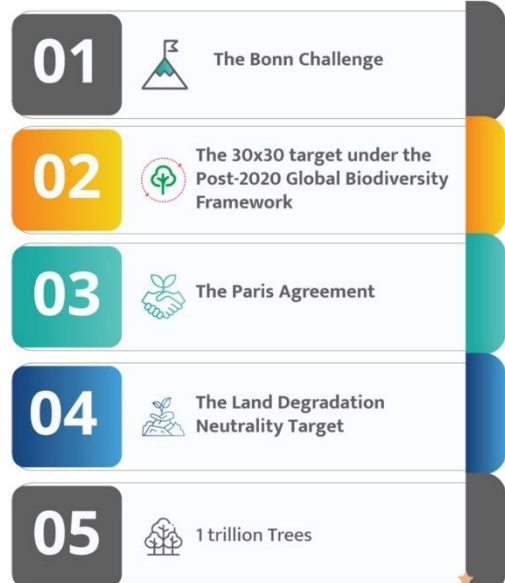 01
The Bonn Challenge
02
The 30x30 target under the
Post-2020 Global Biodiversity
Framework
03
The Paris Agreement
04
The Land Degradation
Neutrality Target
05
1 trillion Trees